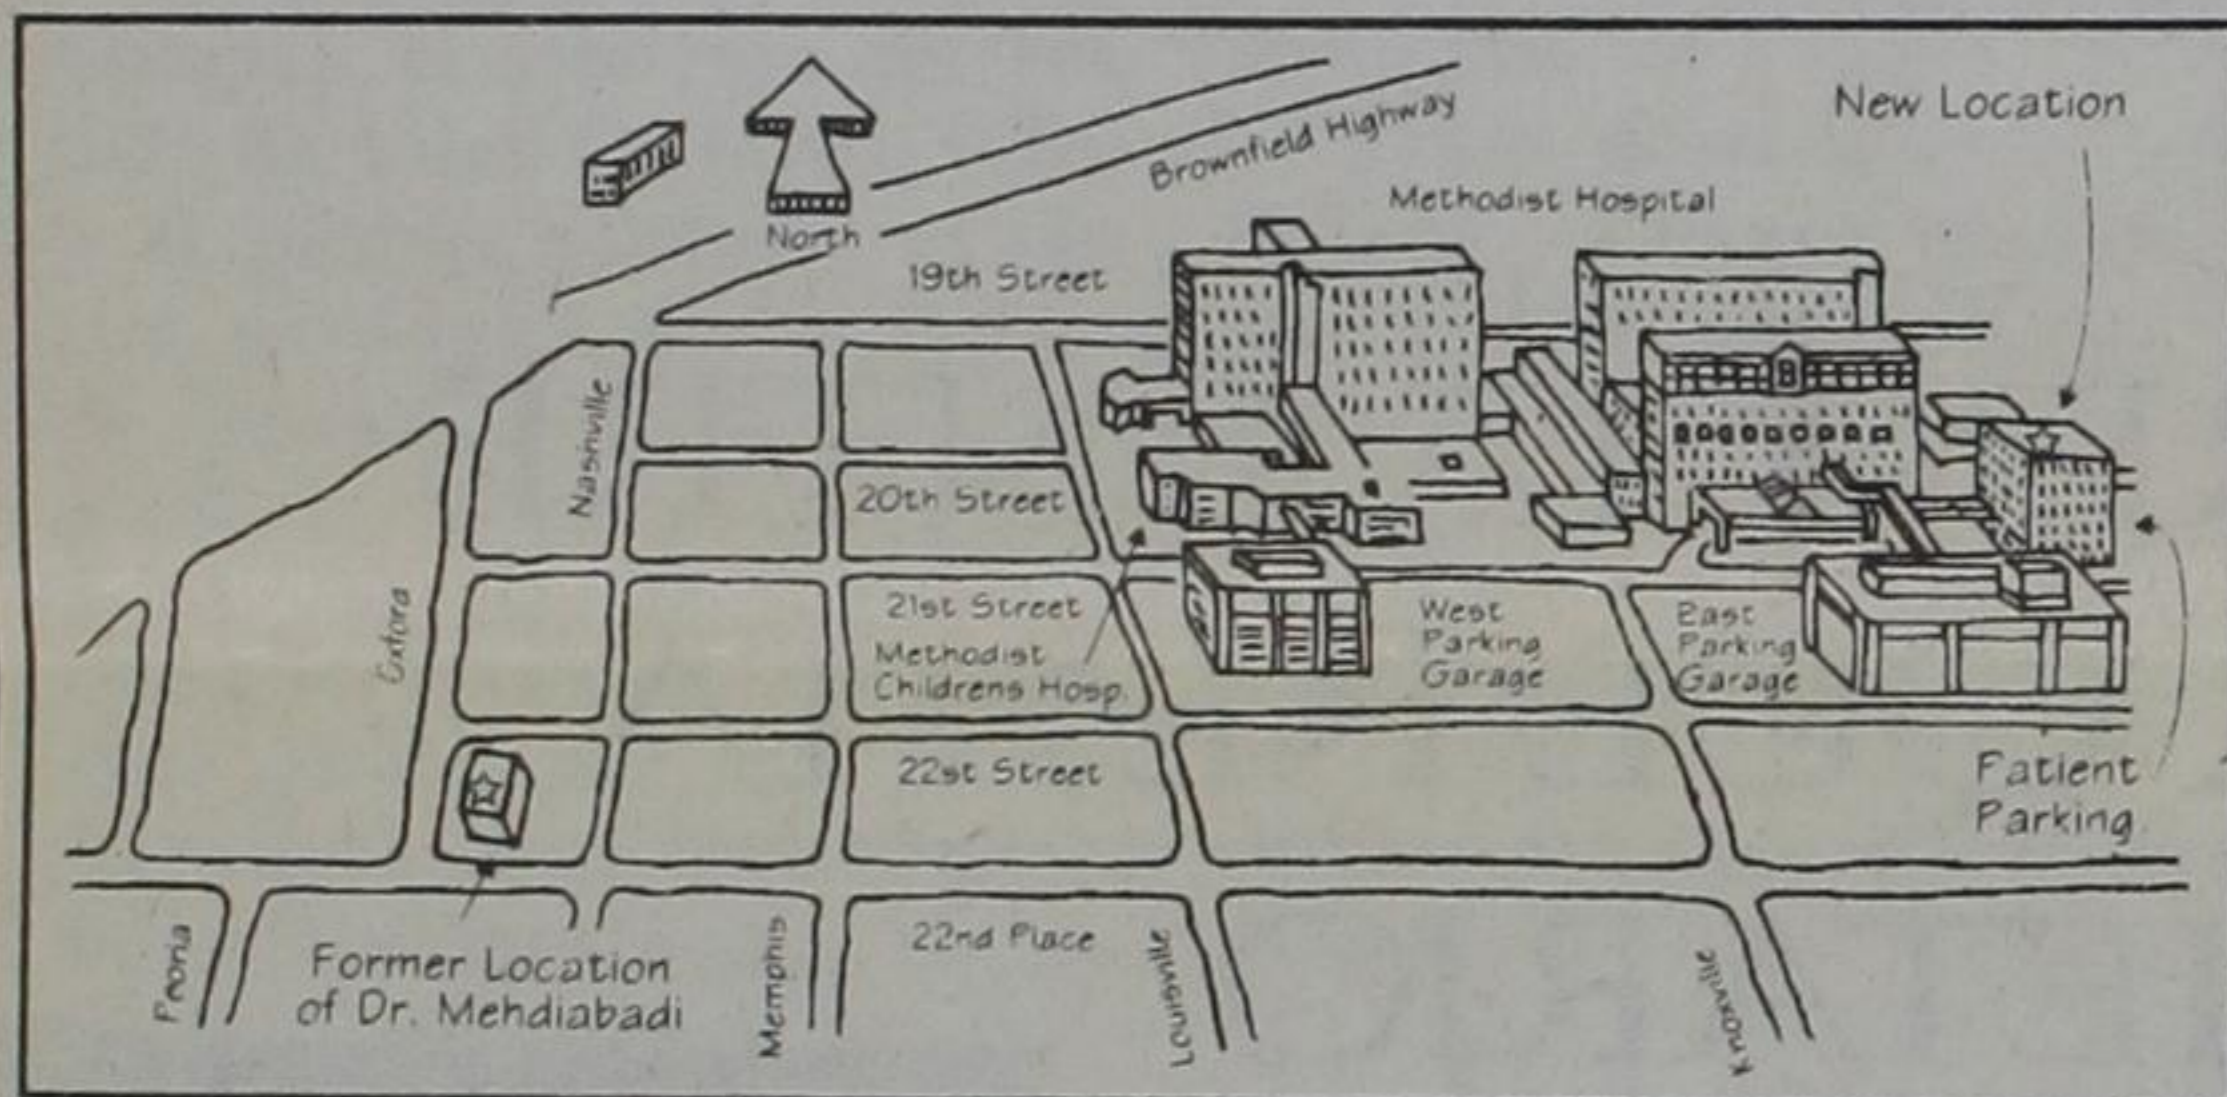 New Location
Brownfield Highway
Methodist Hospital
North
19th Street
Nashville
20th Street
Oxford
21st Street
Methodist
Childrens Hosp.
West
Parking
Garage
East
Parking
Garage
22st Street
Patient
Parking
Former Location
of Dr. Mehdiabadi
Peoria
Memphis
22nd Place
Louisville
Knoxville